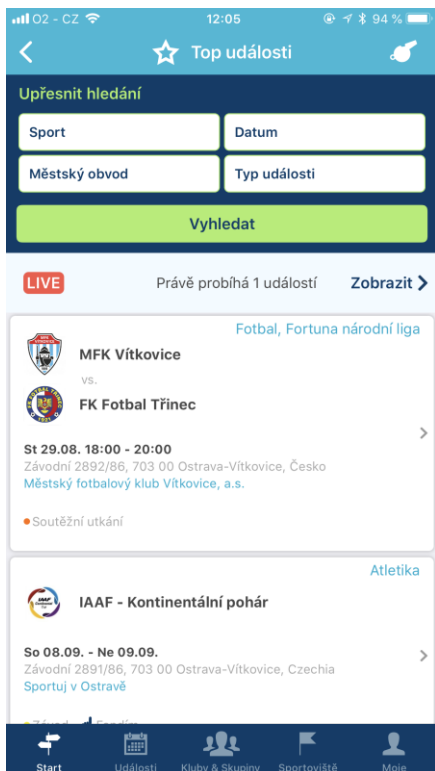 O2 - CZ 12:05 94 %
Top události
Upřesnit hledání
Sport Datum
Městský obvod Typ události
Vyhledat
LIVE Právě probíhá 1 událostí Zobrazit
Fotbal, Fortuna národní liga
MFK Vítkovice
vs.
FK Fotbal Třinec
St 29.08. 18:00 - 20:00
Závodní 2892/86, 703 00 Ostrava-Vítkovice, Česko
Městský fotbalový klub Vítkovice, a.s.
Soutěžní utkání
Atletika
IAAF - Kontinentální pohár
So 08.09. - Ne 09.09.
Závodní 2891/86, 703 00 Ostrava-Vítkovice, Czechia
Sportuj v Ostravě
Závod Fandím
Start Události Kluby & Skupiny Sportoviště Moje